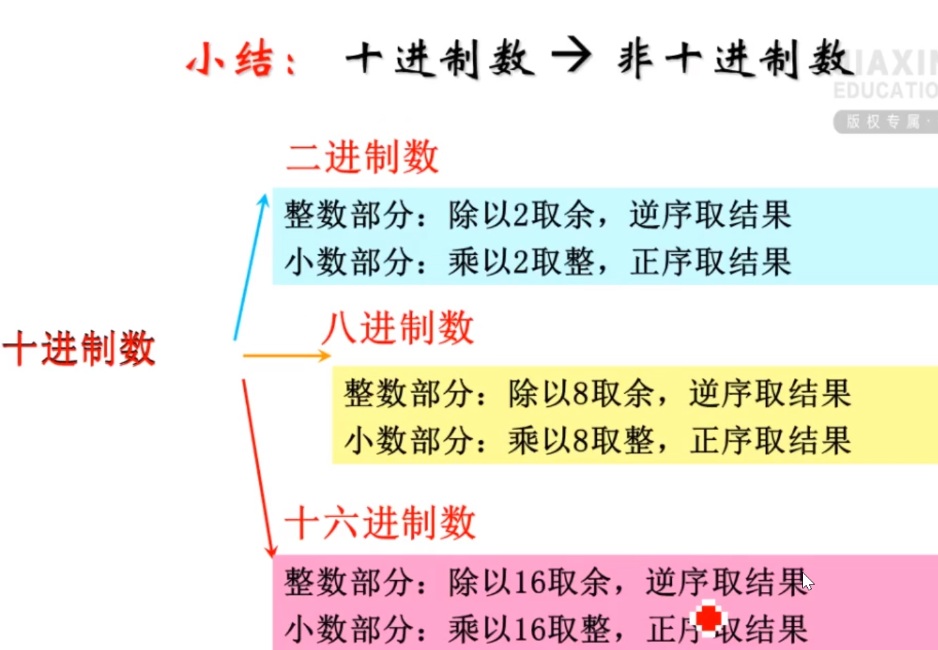 小结： 十进制数 → 非十进制数
EDUCATIO
版权专属·
二进制数
整数部分：除以2取余，逆序取结果
小数部分：乘以2取整，正序取结果
十进制数
八进制数
整数部分：除以8取余，逆序取结果
小数部分：乘以8取整，正序取结果
十六进制数
整数部分：除以16取余，逆序取结果
小数部分：乘以16取整，正序取结果